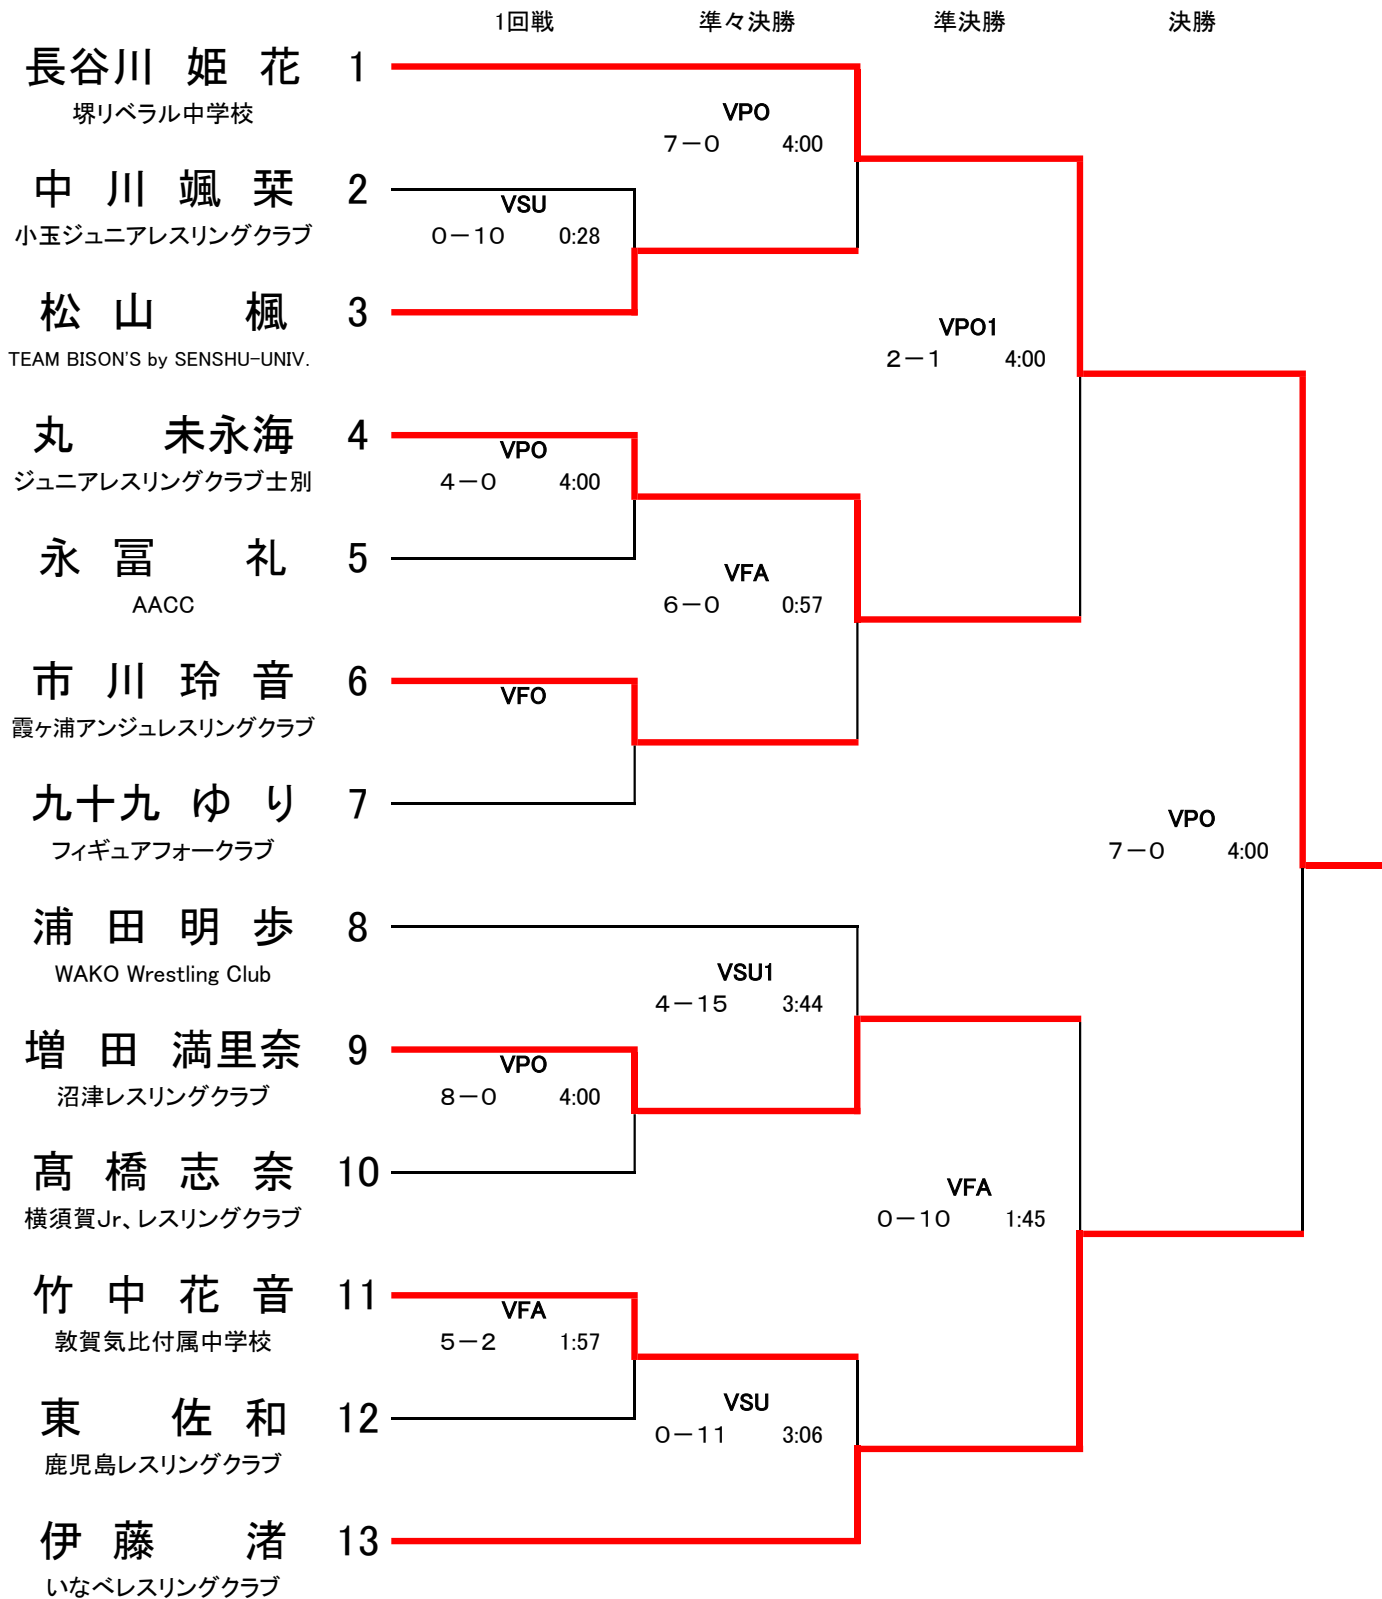 1回戦 準々決勝 準決勝 決勝
長谷川 姫 花 1
堺リベラル中学校
VPO
7－0 4:00
中 川 颯 栞 2
小玉ジュニアレスリングクラブ
VSU
0－10 0:28
松 山 楓 3
TEAM BISON'S by SENSHU-UNIV.
VPO1
2－1 4:00
丸 未永海 4
ジュニアレスリングクラブ士別
VPO
4－0 4:00
永 冨 礼 5
AACC
VFA
6－0 0:57
市 川 玲 音 6
霞ヶ浦アンジュレスリングクラブ
VFO
九十九 ゆ り 7
フィギュアフォークラブ
VPO
7－0 4:00
浦 田 明 歩 8
WAKO Wrestling Club
VSU1
4－15 3:44
増 田 満里奈 9
沼津レスリングクラブ
VPO
8－0 4:00
髙 橋 志 奈 10
横須賀Jr、レスリングクラブ
VFA
0－10 1:45
竹 中 花 音 11
敦賀気比付属中学校
VFA
5－2 1:57
東 佐 和 12
鹿児島レスリングクラブ
VSU
0－11 3:06
伊 藤 渚 13
いなべレスリングクラブ